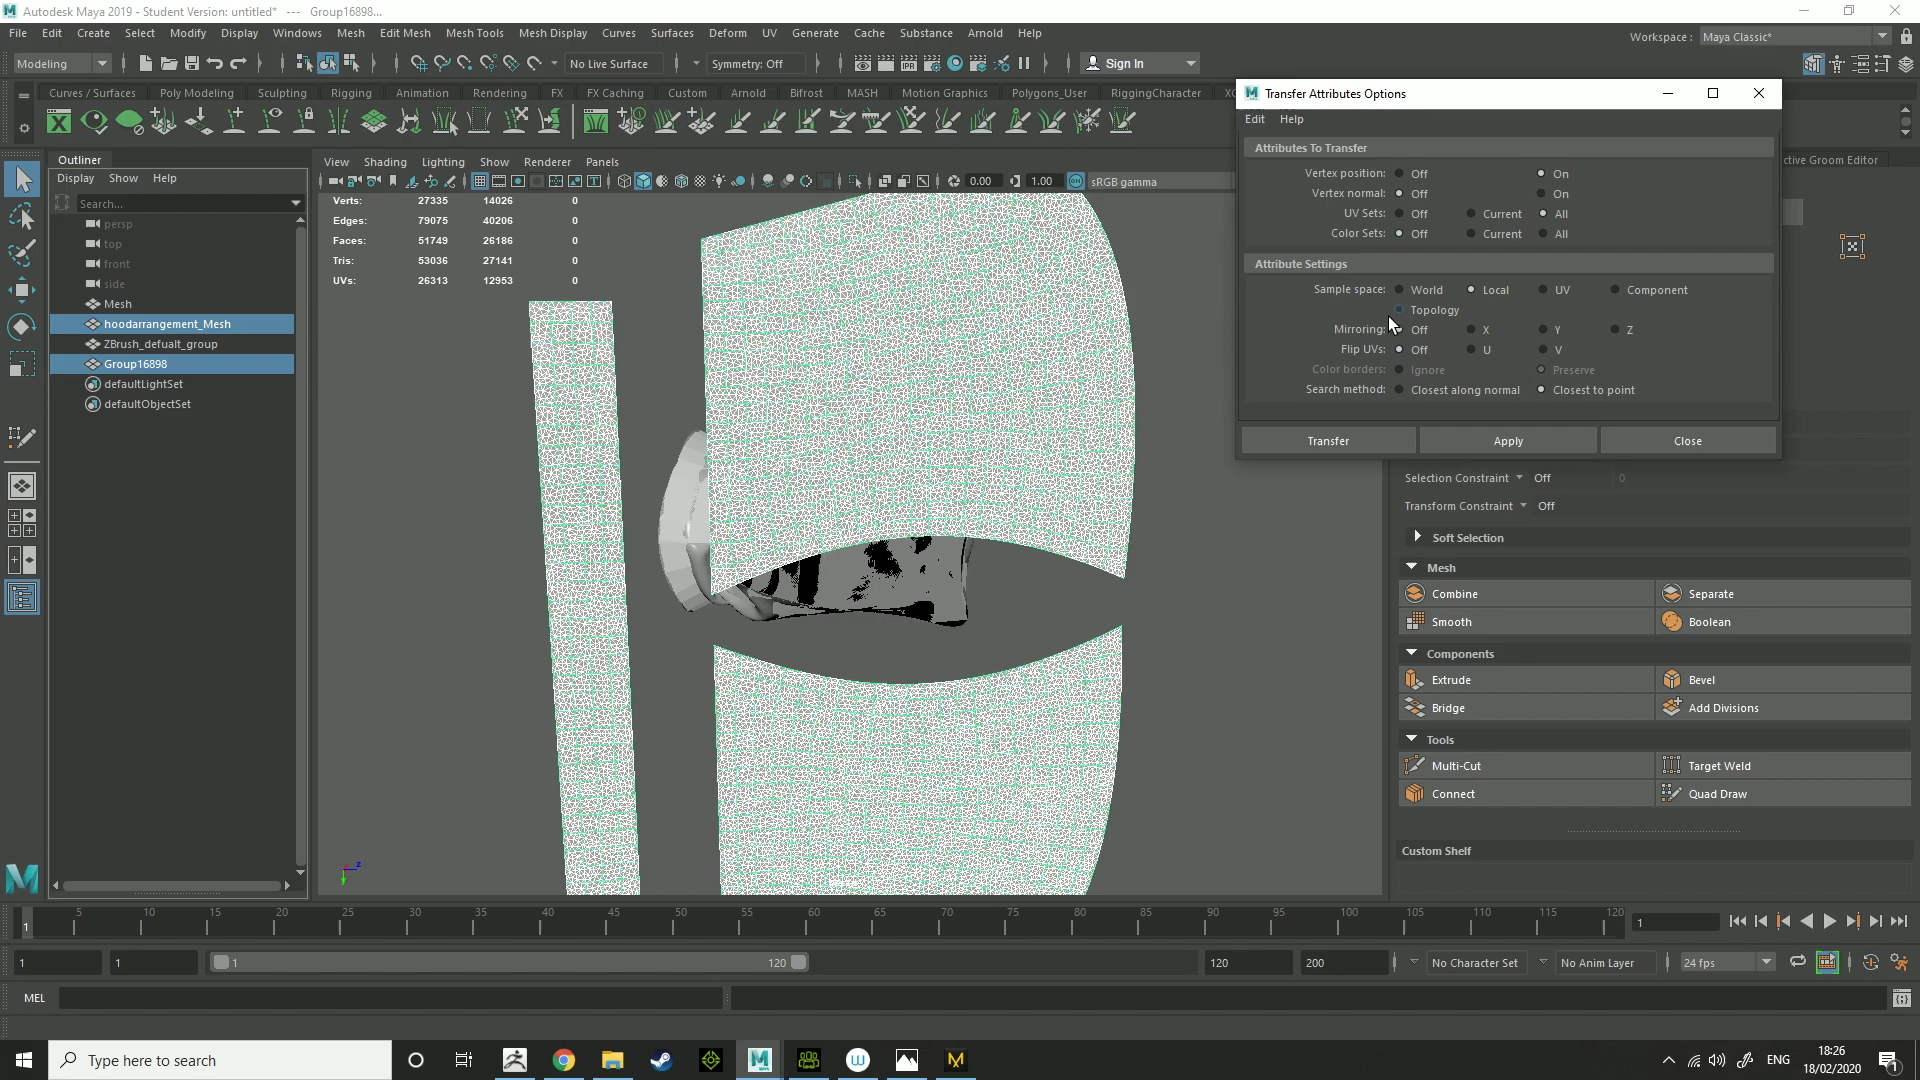 Autodesk Maya 2019 - Student Version: untitled* --- Group16898...
File Edit Create Select Modify Display Windows Mesh Edit Mesh Mesh Tools Mesh Display Curves Surfaces Deform UV Generate Cache Substance Arnold Help
Workspace : Maya Classic*
Modeling No Live Surface Symmetry: Off Sign In
Curves / Surfaces Poly Modeling Sculpting Rigging Animation Rendering FX FX Caching Custom Arnold Bifrost MASH Motion Graphics Polygons_User RiggingCharacter
Transfer Attributes Options
Edit Help
Attributes To Transfer
Vertex position: Off On
Vertex normal: Off On
UV Sets: Off Current All
Color Sets: Off Current All
Attribute Settings
Sample space: World Local UV Component
Topology
Mirroring: Off X Y Z
Flip UVs: Off U V
Color borders: Ignore Preserve
Search method: Closest along normal Closest to point
Transfer Apply Close
Outliner
Display Show Help
Search...
persp
top
front
side
Mesh
hoodarrangement_Mesh
ZBrush_defualt_group
Group16898
defaultLightSet
defaultObjectSet
View Shading Lighting Show Renderer Panels
0.00 1.00 sRGB gamma
Verts: 27335 14026 0
Edges: 79075 40206 0
Faces: 51749 26186 0
Tris: 53036 27141 0
UVs: 26313 12953 0
z
ctive Groom Editor
Selection Constraint Off 0
Transform Constraint Off
Soft Selection
Mesh
Combine Separate
Smooth Boolean
Components
Extrude Bevel
Bridge Add Divisions
Tools
Multi-Cut Target Weld
Connect Quad Draw
Custom Shelf
1 5 10 15 20 25 30 35 40 45 50 55 60 65 70 75 80 85 90 95 100 105 110 115 120 1
1 1 1 120 120 200 No Character Set No Anim Layer 24 fps
MEL
Type here to search
ENG
18:26
18/02/2020
1